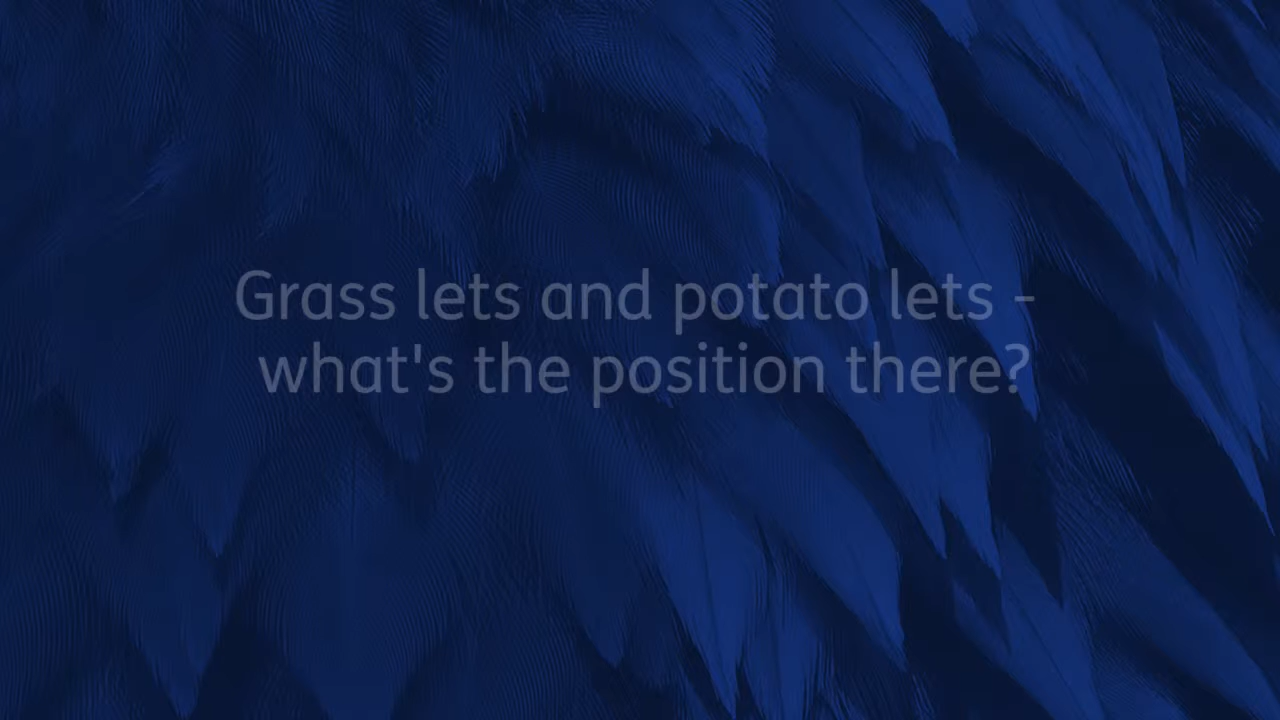 Grass lets and potato lets -
what's the position there?